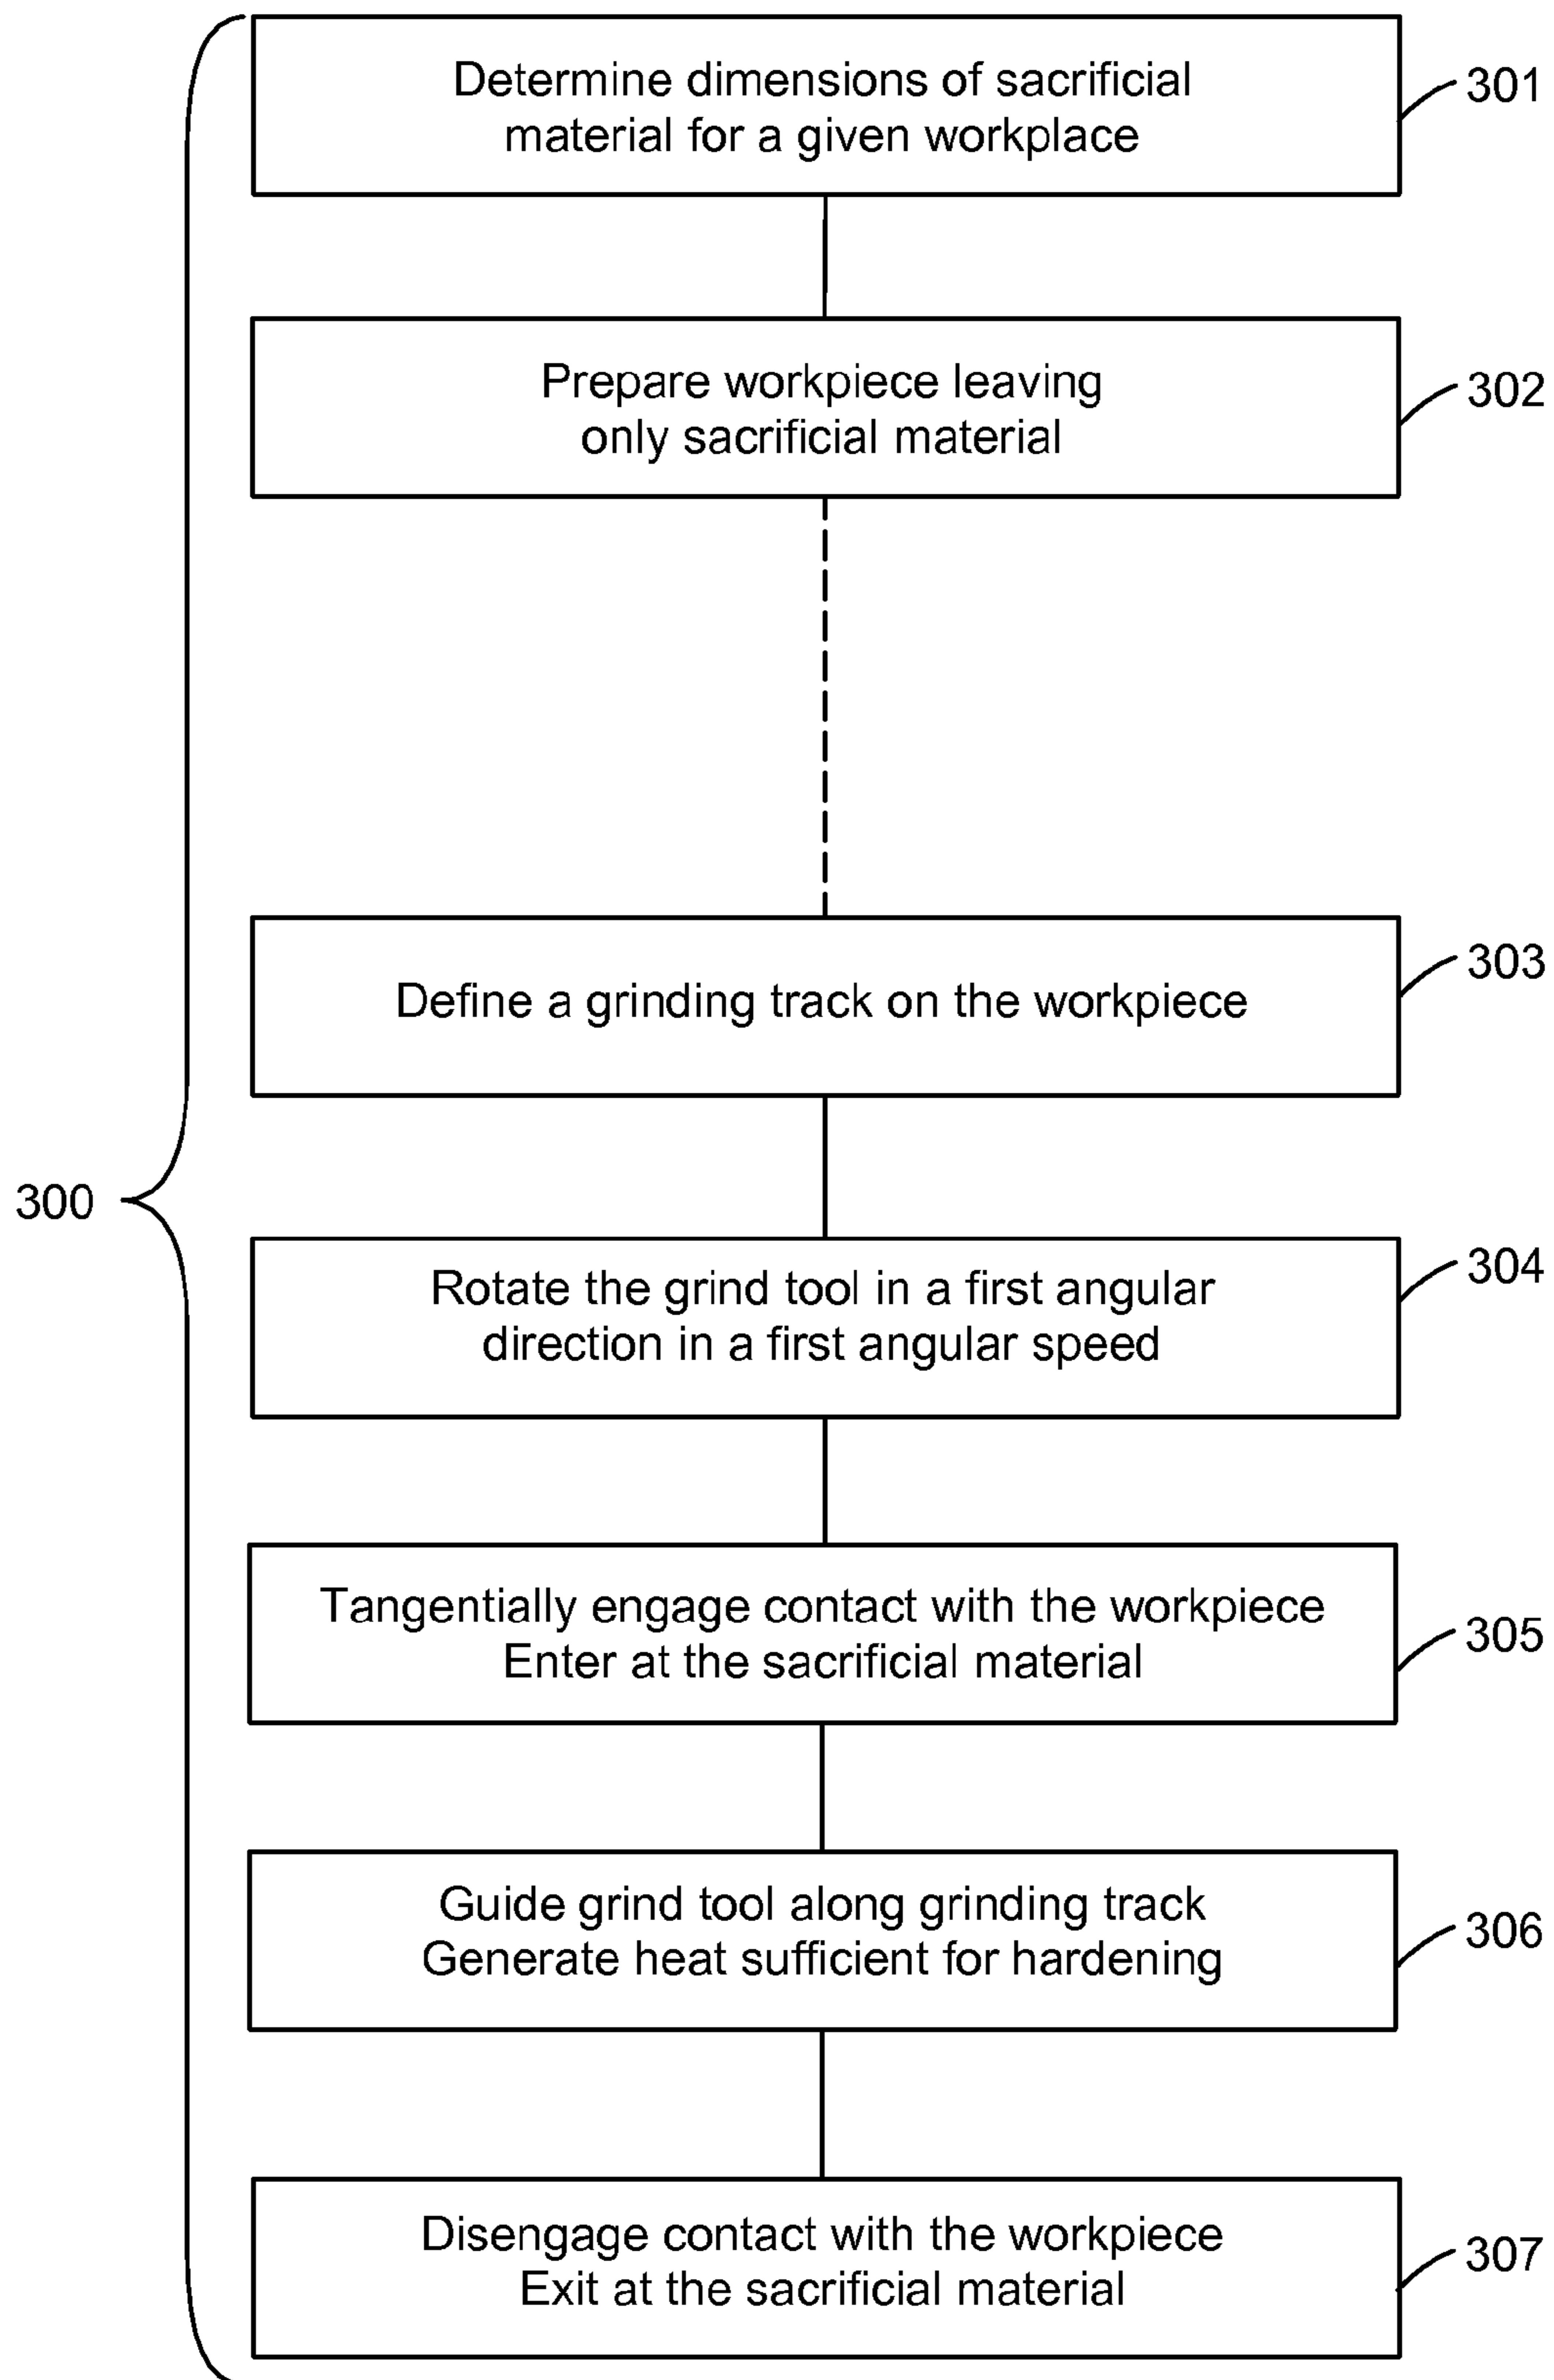 Determine dimensions of sacrificial
material for a given workplace
301
Prepare workpiece leaving
only sacrificial material
302
Define a grinding track on the workpiece
303
300
Rotate the grind tool in a first angular
direction in a first angular speed
304
Tangentially engage contact with the workpiece
Enter at the sacrificial material
305
Guide grind tool along grinding track
Generate heat sufficient for hardening
306
Disengage contact with the workpiece
Exit at the sacrificial material
307